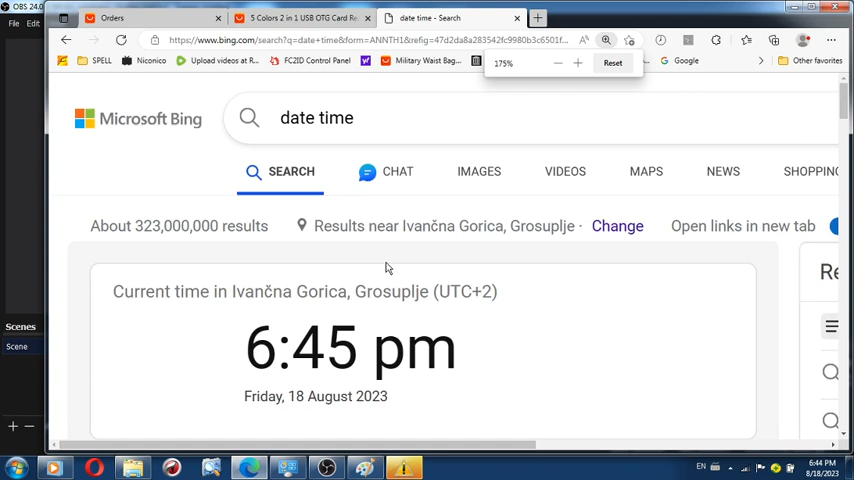 OBS 24.0
File Edit
Orders
5 Colors 2 in 1 USB OTG Card Re
date time - Search
https://www.bing.com/search?q=date+time&form=ANNTH1&refig=47d2da8a283542fc9980b3c6501f...
SPELL
Niconico
Upload videos a - R...
FC2ID Control Panel
Military Waist Bag...
Google
Other favorites
175%
Reset
Microsoft Bing
date time
SEARCH
CHAT
IMAGES
VIDEOS
MAPS
NEWS
SHOPPING
About 323,000,000 results
Results near Ivančna Gorica, Grosuplje ·
Change
Open links in new tab
Current time in Ivančna Gorica, Grosuplje (UTC+2)
Re
6:45 pm
Friday, 18 August 2023
Scenes
Scene
EN
6:44 PM
8/18/2023